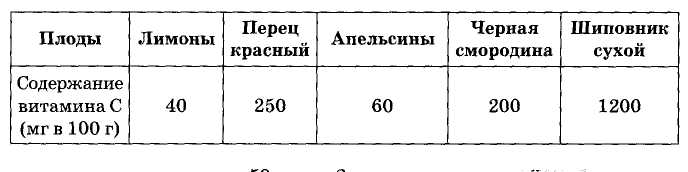 Плоды Лимоны Перец красный Апельсины Черная смородина Шиповник сухой
Содержание витамина С (мг в 100 г) 40 250 60 200 1200